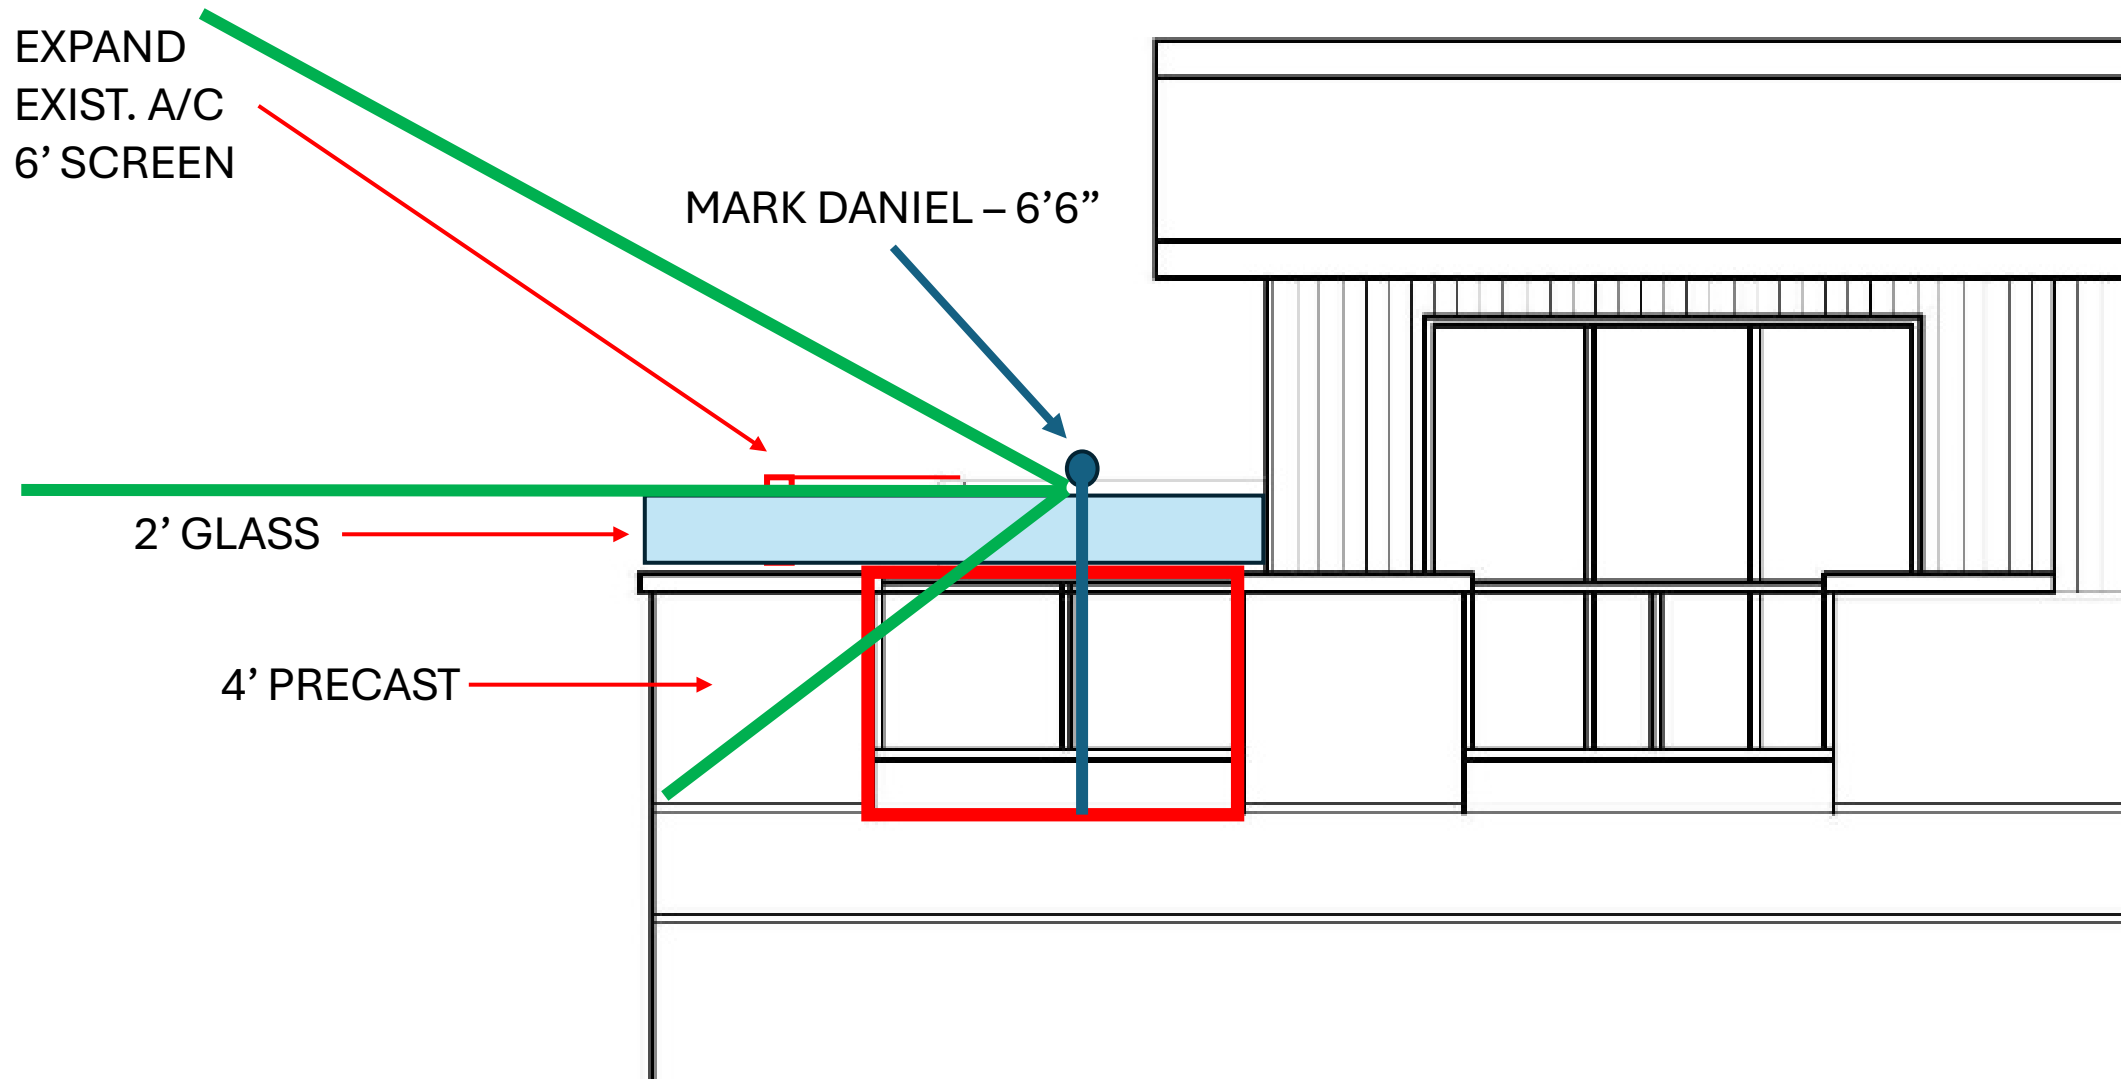 EXPAND
EXIST. A/C
6’ SCREEN
MARK DANIEL – 6’6”
2’ GLASS
4’ PRECAST